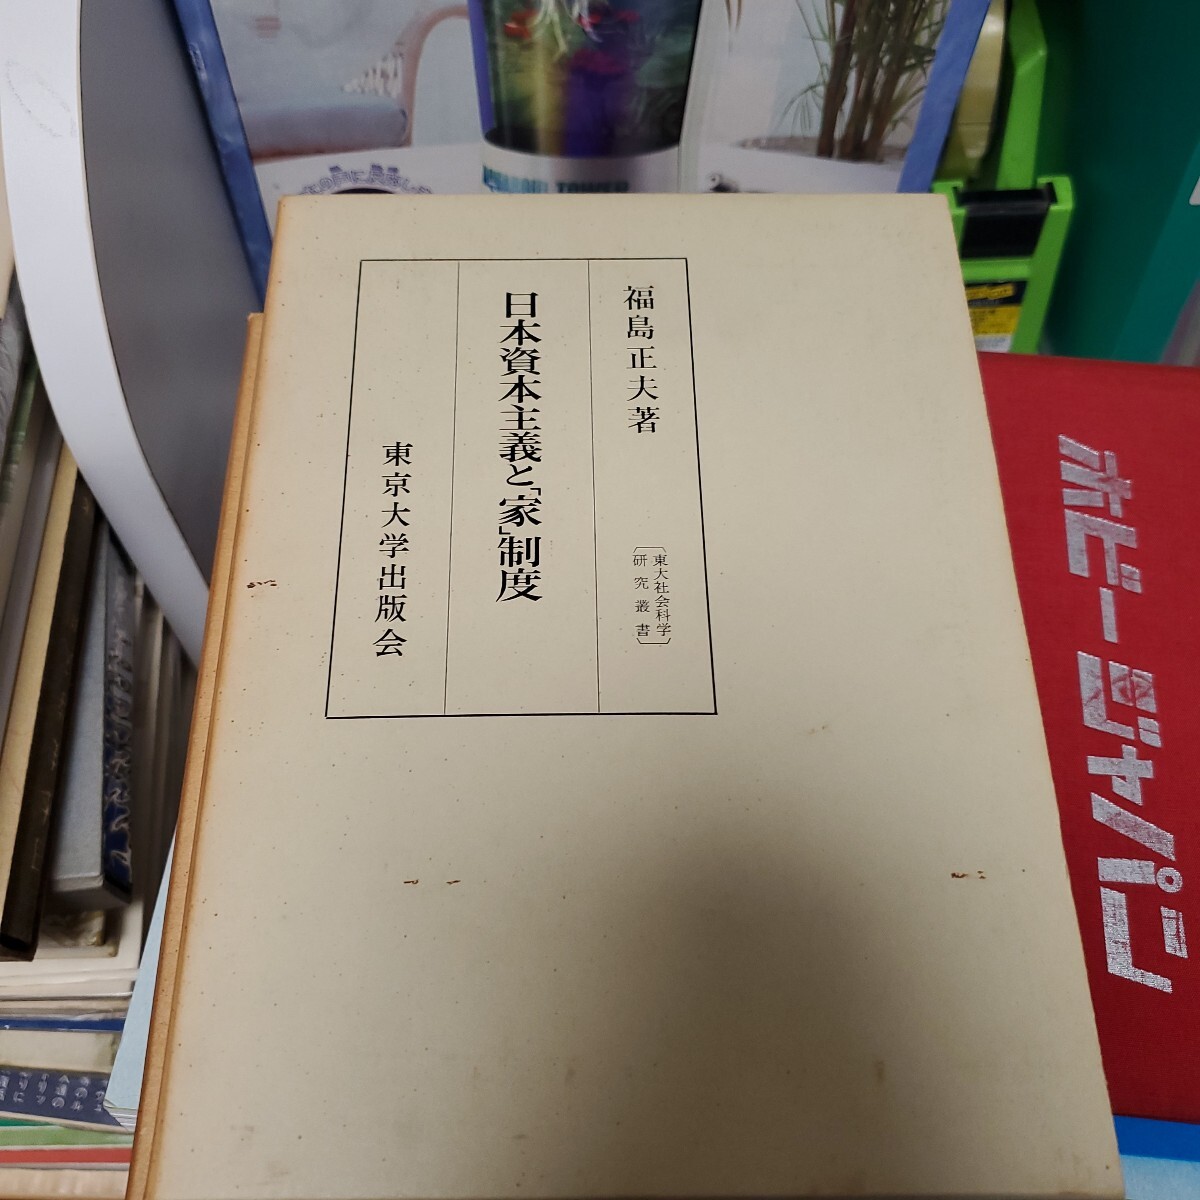 福島正夫著
〔東大社会科学
研究叢書〕
日本資本主義と「家」制度
東京大学出版会
ホビージャパン